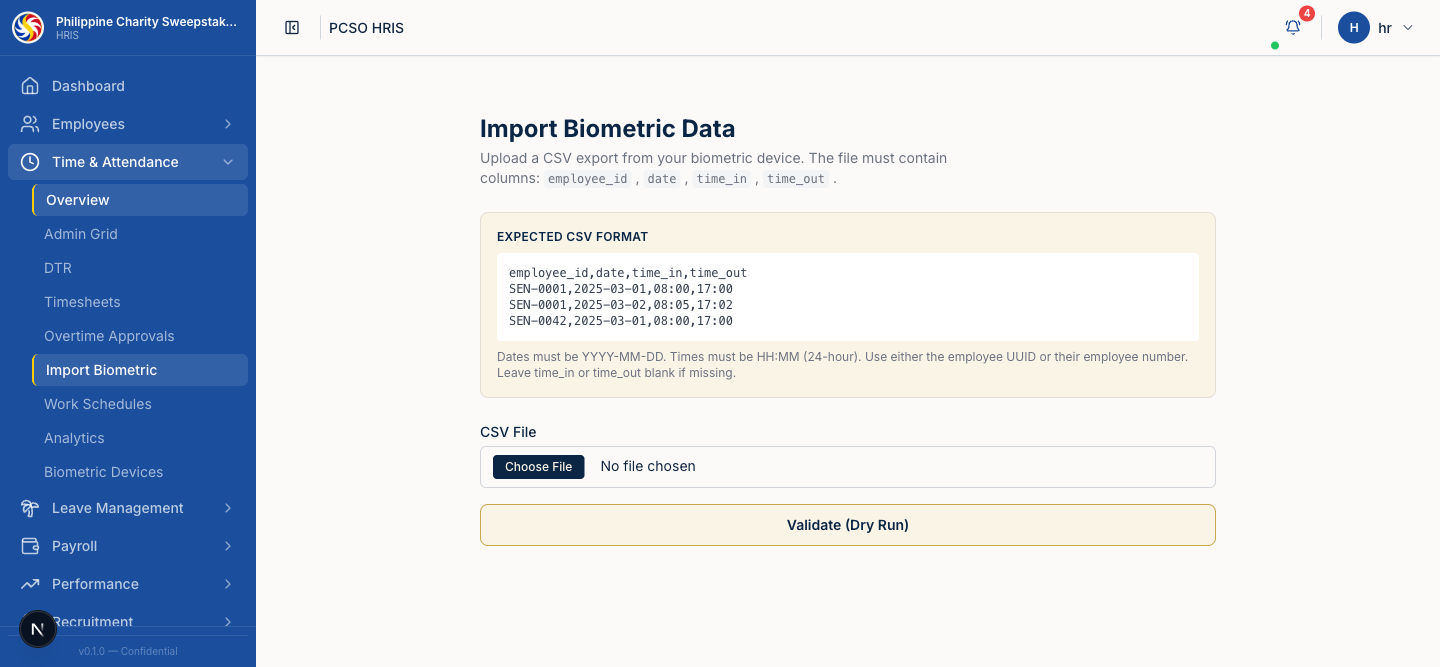 Philippine Charity Sweepstak...
HRIS
Dashboard
Employees
Time & Attendance
Overview
Admin Grid
DTR
Timesheets
Overtime Approvals
Import Biometric
Work Schedules
Analytics
Biometric Devices
Leave Management
Payroll
Performance
Recruitment
N
v0.1.0 — Confidential
PCSO HRIS
4
H
hr
Import Biometric Data
Upload a CSV export from your biometric device. The file must contain
columns: employee_id , date , time_in , time_out .
EXPECTED CSV FORMAT
employee_id,date,time_in,time_out
SEN-0001,2025-03-01,08:00,17:00
SEN-0001,2025-03-02,08:05,17:02
SEN-0042,2025-03-01,08:00,17:00
Dates must be YYYY-MM-DD. Times must be HH:MM (24-hour). Use either the employee UUID or their employee number.
Leave time_in or time_out blank if missing.
CSV File
Choose File No file chosen
Validate (Dry Run)